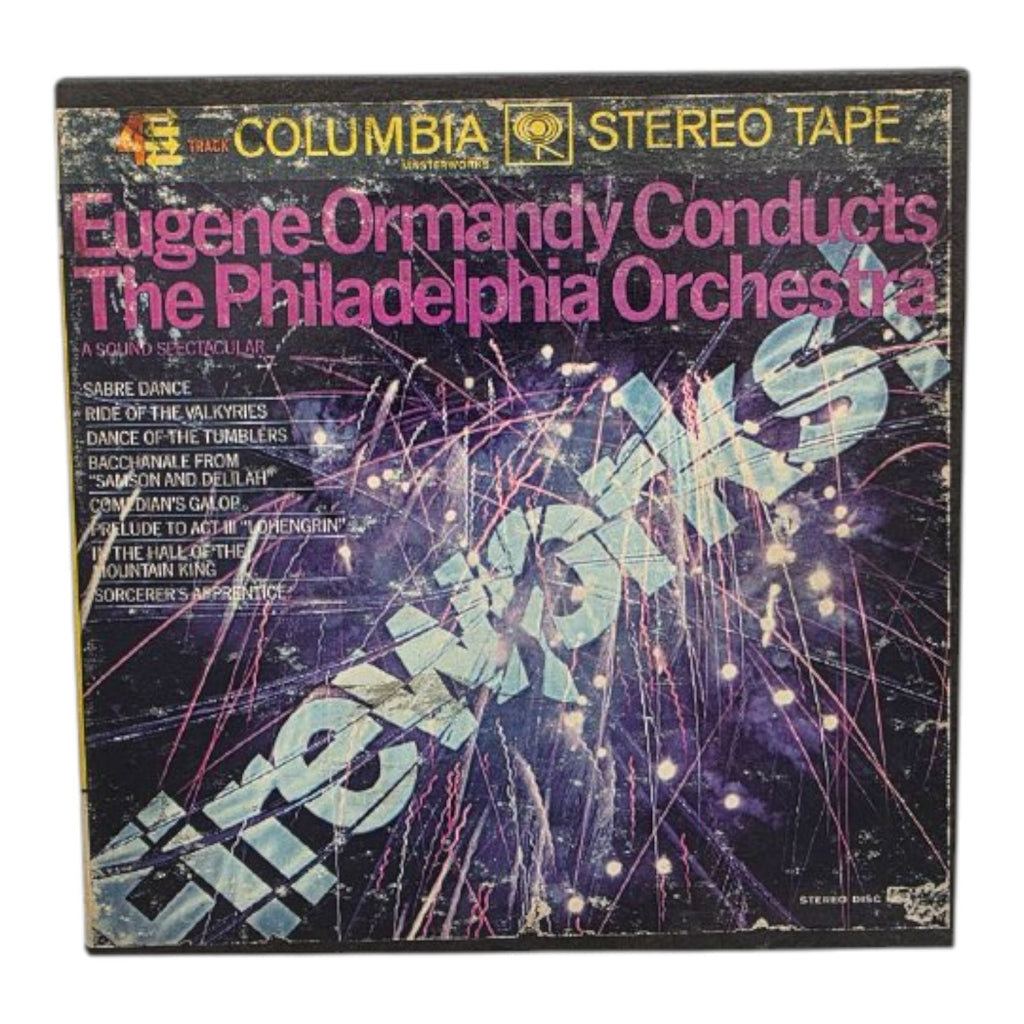 4 TRACK COLUMBIA STEREO TAPE
MASTERWORKS
Eugene Ormandy Conducts
The Philadelphia Orchestra
A SOUND SPECTACULAR
SABRE DANCE
RIDE OF THE VALKYRIES
DANCE OF THE TUMBLERS
BACCHANALE FROM
"SAMSON AND DELILAH"
COMEDIAN'S GALOP
PRELUDE TO ACT III "LOHENGRIN"
IN THE HALL OF THE
MOUNTAIN KING
SORCERER'S APPRENTICE
Fireworks!
STEREO DISC